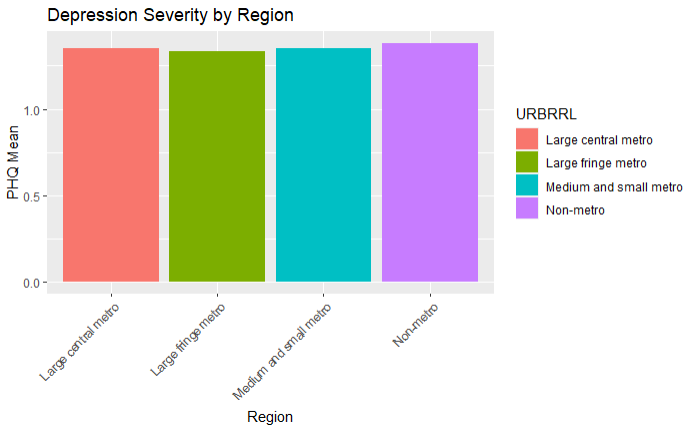 Depression Severity by Region
PHQ Mean
1.0
0.5
0.0
Large central metro
Large fringe metro
Medium and small metro
Non-metro
Region
URBRRL
Large central metro
Large fringe metro
Medium and small metro
Non-metro